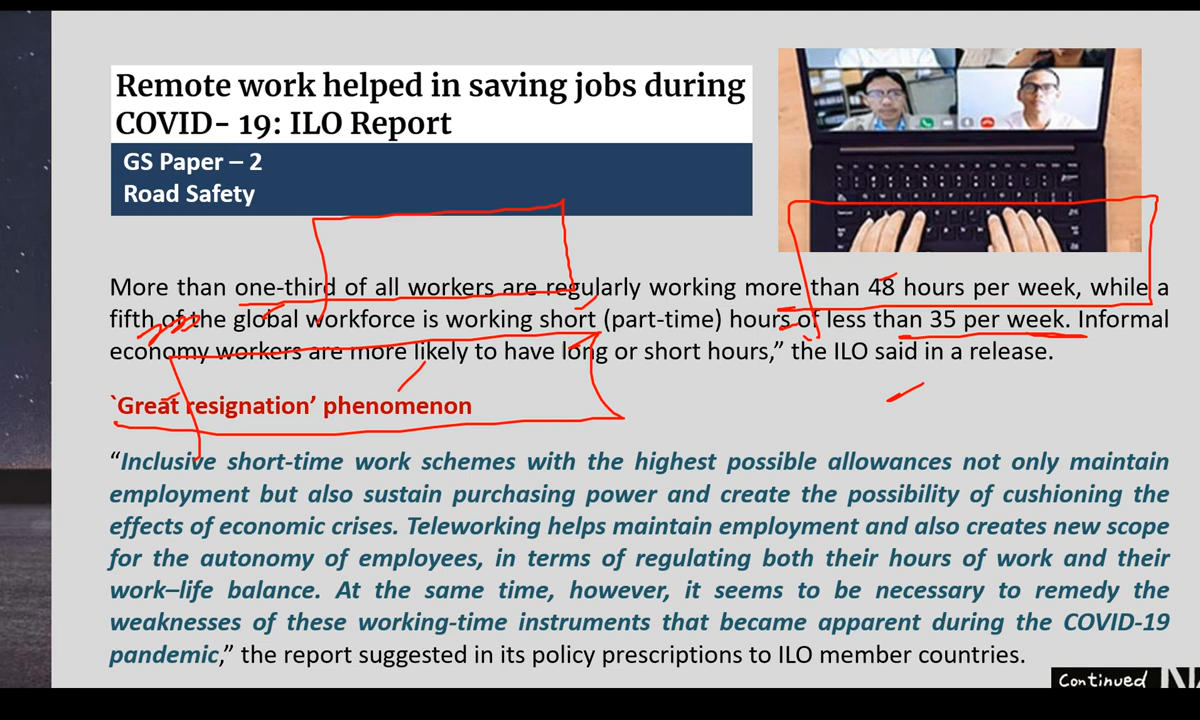 Remote work helped in saving jobs during
COVID- 19: ILO Report
GS Paper – 2
Road Safety
More than one-third of all workers are regularly working more than 48 hours per week, while a
fifth of the global workforce is working short (part-time) hours of less than 35 per week. Informal
economy workers are more likely to have long or short hours,” the ILO said in a release.
`Great resignation’ phenomenon
“Inclusive short-time work schemes with the highest possible allowances not only maintain
employment but also sustain purchasing power and create the possibility of cushioning the
effects of economic crises. Teleworking helps maintain employment and also creates new scope
for the autonomy of employees, in terms of regulating both their hours of work and their
work–life balance. At the same time, however, it seems to be necessary to remedy the
weaknesses of these working-time instruments that became apparent during the COVID-19
pandemic,” the report suggested in its policy prescriptions to ILO member countries.
Continued